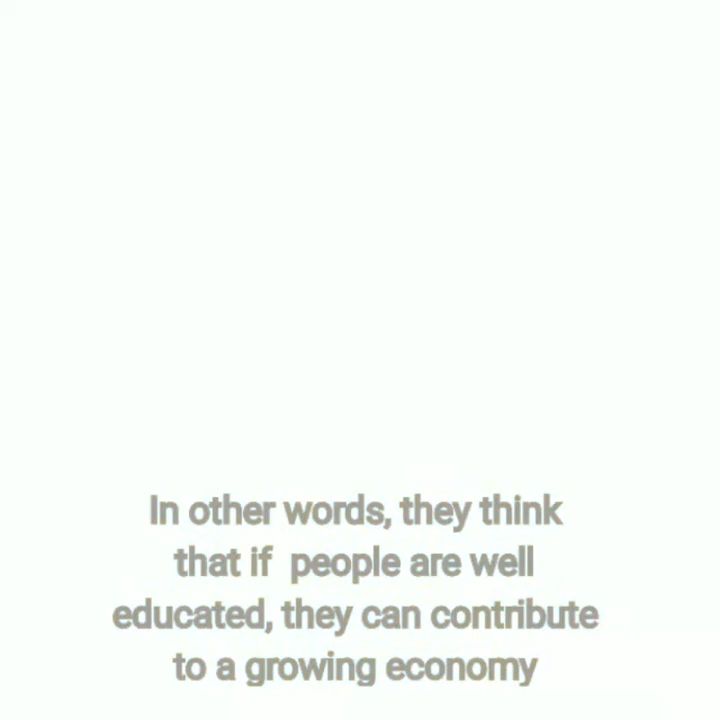 In other words, they think
that if  people are well
educated, they can contribute
to a growing economy